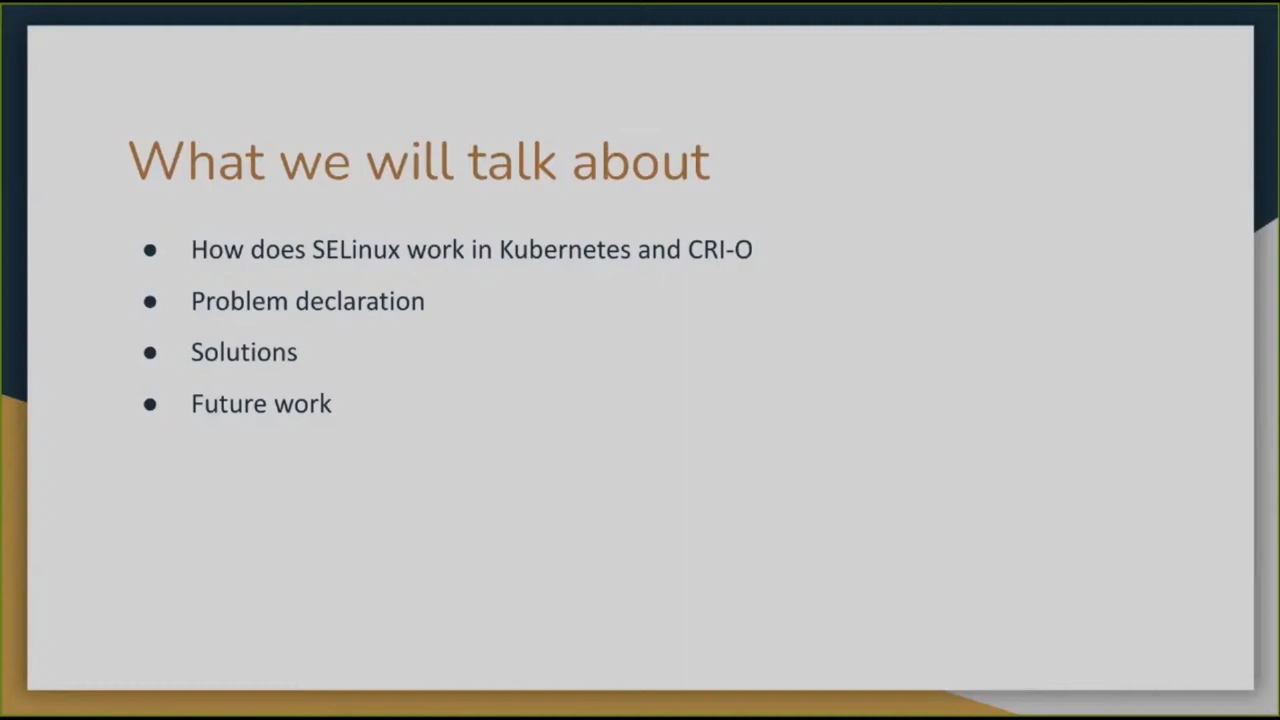 What we will talk about
● How does SELinux work in Kubernetes and CRI-O
● Problem declaration
● Solutions
● Future work